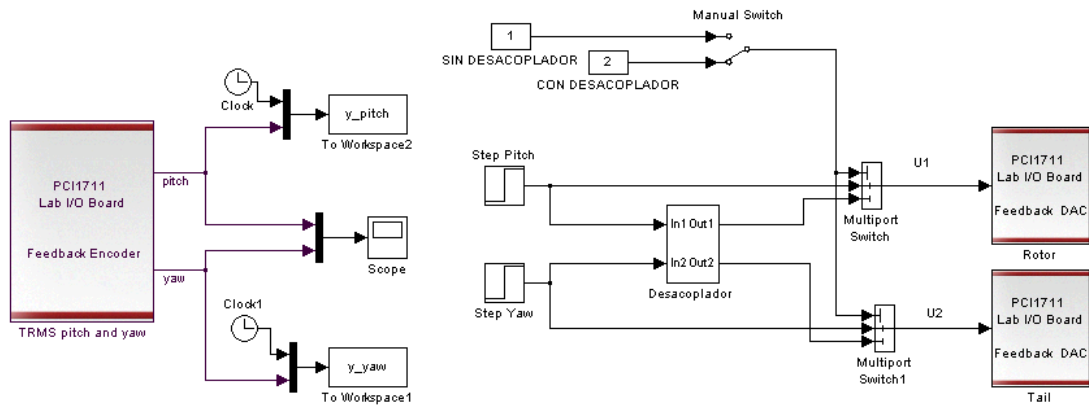 PCI1711
Lab I/O Board
Feedback Encoder
TRMS pitch and yaw
pitch
yaw
Clock
y_pitch
To Workspace2
Scope
Clock1
y_yaw
To Workspace1
Manual Switch
1
SIN DESACOPLADOR
2
CON DESACOPLADOR
Step Pitch
Step Yaw
In1 Out1
In2 Out2
Desacoplador
Multiport
Switch
U1
Multiport
Switch1
U2
PCI1711
Lab I/O Board
Feedback DAC
Rotor
PCI1711
Lab I/O Board
Feedback DAC
Tail